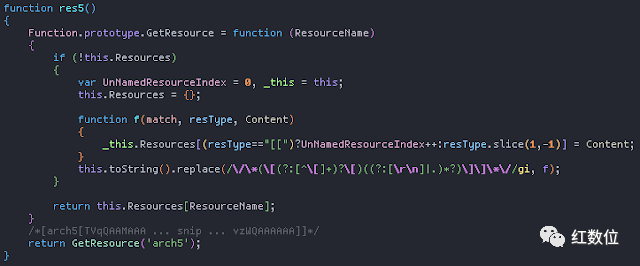 function res5()
{
    Function.prototype.GetResource = function (ResourceName)
    {
        if (!this.Resources)
        {
            var UnNamedResourceIndex = 0, _this = this;
            this.Resources = {};

            function f(match, resType, Content)
            {
                _this.Resources[(resType=="[[")?UnNamedResourceIndex++:resType.slice(1,-1)] = Content;
            }
            this.toString().replace(/\/\*(\[(?:[^\[]+)?\[)((?:[\r\n]|.)*?)\]\]\*\//gi, f);
        }

        return this.Resources[ResourceName];
    }
    /*[arch5[TVqQAAMAAA ... snip ... vzWQAAAAAA]]*/
    return GetResource('arch5');
}
红数位